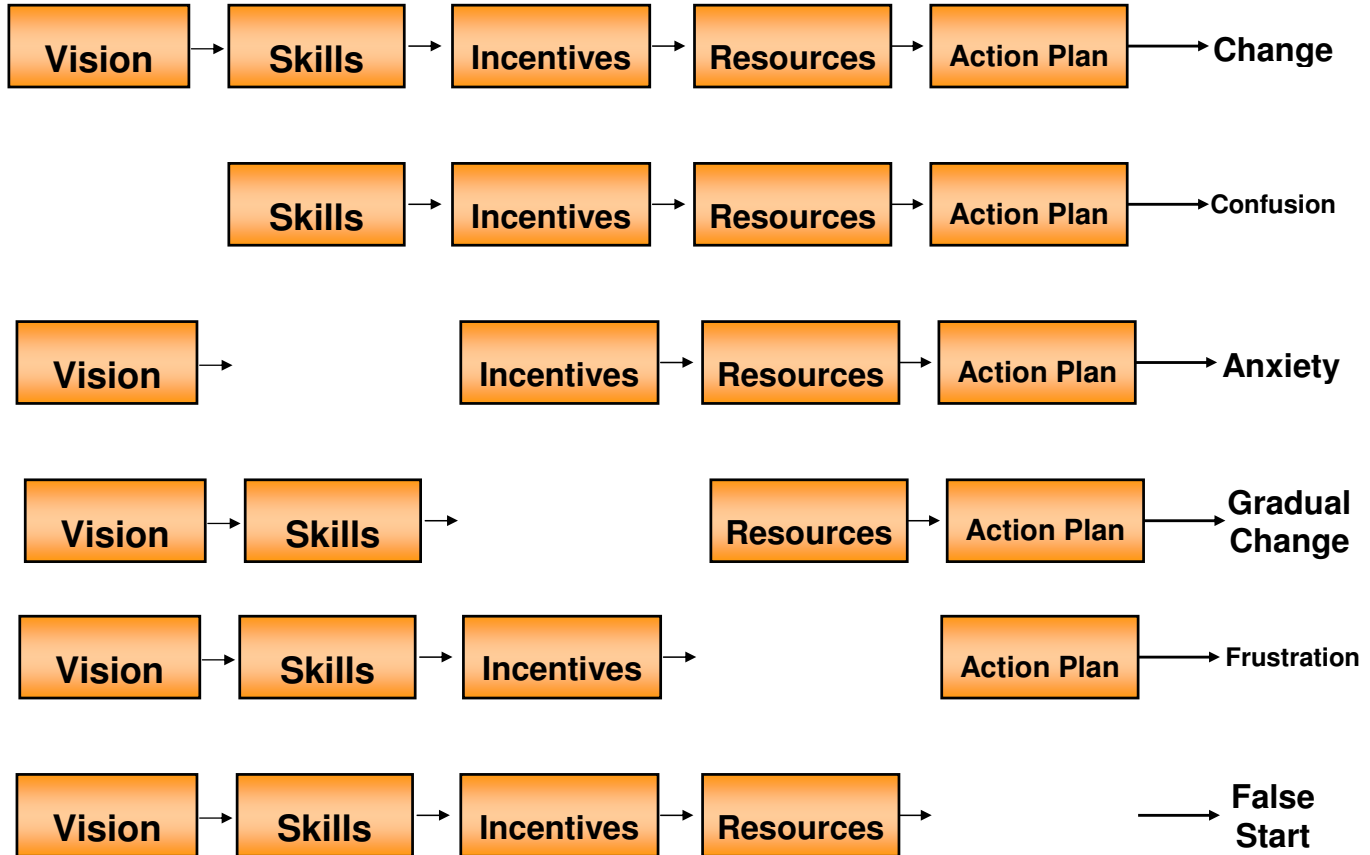 Vision Skills Incentives Resources Action Plan Change
Skills Incentives Resources Action Plan Confusion
Vision Incentives Resources Action Plan Anxiety
Vision Skills Resources Action Plan Gradual
Change
Vision Skills Incentives Action Plan Frustration
Vision Skills Incentives Resources False
Start